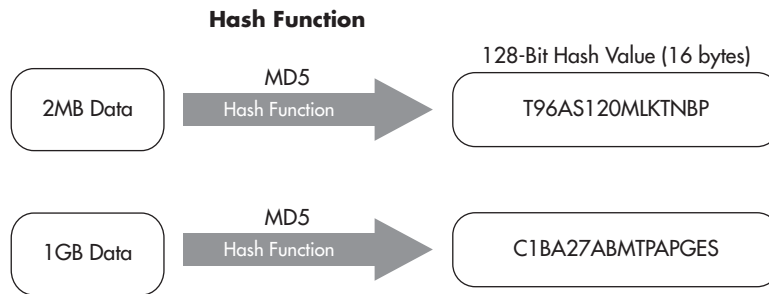 Hash Function
128-Bit Hash Value (16 bytes)
MD5
2MB Data
Hash Function
T96AS120MLKTNBP
MD5
1GB Data
Hash Function
C1BA27ABMTPAPGES